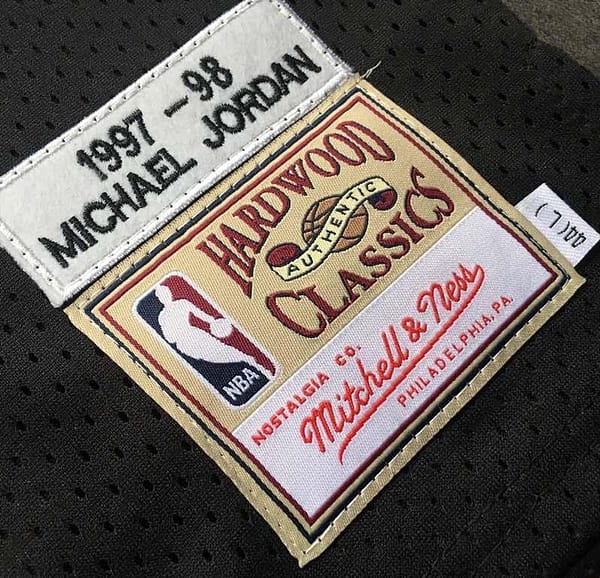 1997 - 98
MICHAEL JORDAN
HARDWOOD
AUTHENTIC
CLASSICS
NBA
NOSTALGIA CO.
Mitchell & Ness
PHILADELPHIA, PA.